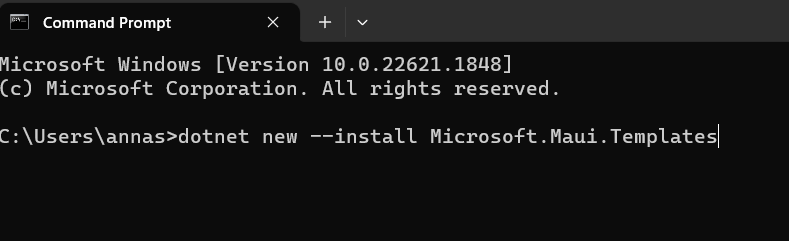 Command Prompt
Microsoft Windows [Version 10.0.22621.1848]
(c) Microsoft Corporation. All rights reserved.
C:\Users\annas>dotnet new --install Microsoft.Maui.Templates